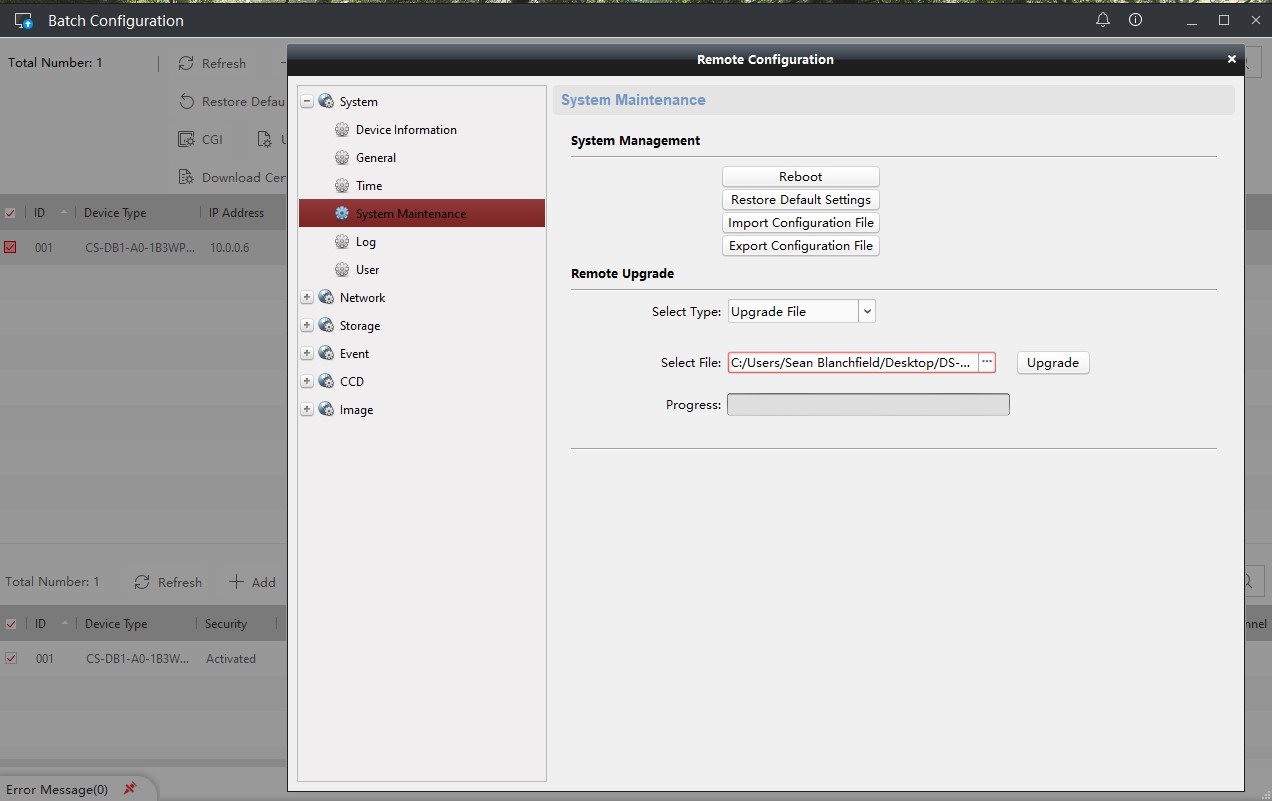 Batch Configuration
Total Number: 1
Refresh
Remote Configuration
Restore Defau
CGI
Download Cer
ID
Device Type
IP Address
001
CS-DB1-A0-1B3WP...
10.0.0.6
System
Device Information
General
Time
System Maintenance
Log
User
Network
Storage
Event
CCD
Image
System Maintenance
System Management
Reboot
Restore Default Settings
Import Configuration File
Export Configuration File
Remote Upgrade
Select Type: Upgrade File
Select File: C:/Users/Sean Blanchfield/Desktop/DS-... ... Upgrade
Progress:
Total Number: 1
Refresh
Add
ID
Device Type
Security
nnel
001
CS-DB1-A0-1B3W...
Activated
Error Message(0)